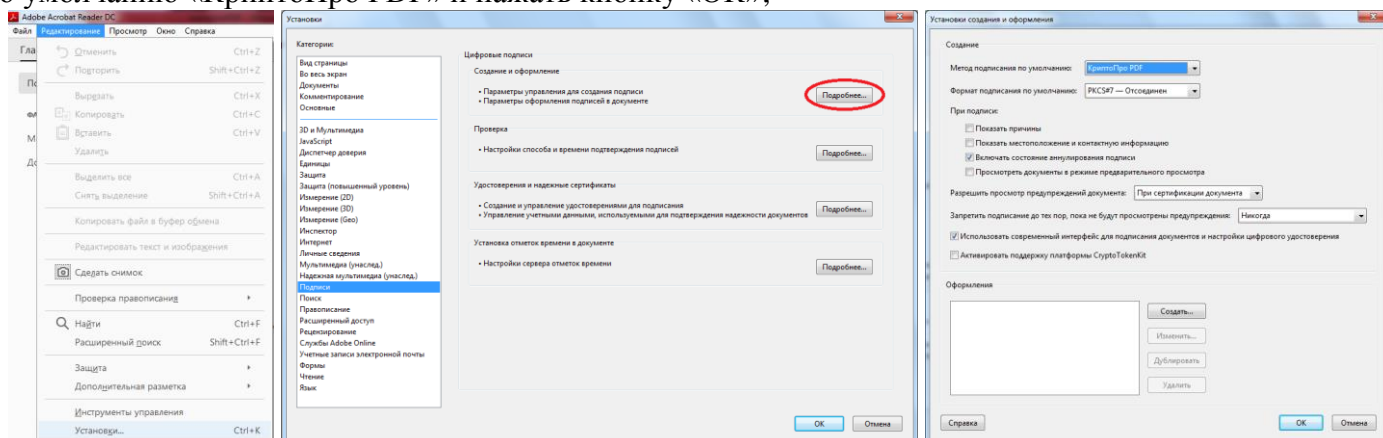 умолчанию «КриптоПро PDF» и нажать кнопку «ОК»;
Adobe Acrobat Reader DC
Файл Редактирование Просмотр Окно Справка
Отменить Ctrl+Z
Повторить Shift+Ctrl+Z
Вырезать Ctrl+X
Копировать Ctrl+C
Вставить Ctrl+V
Удалить
Выделить все Ctrl+A
Снять выделение Shift+Ctrl+A
Копировать файл в буфер обмена
Редактировать текст и изображения
Сделать снимок
Проверка правописания
Найти Ctrl+F
Расширенный поиск Shift+Ctrl+F
Защита
Дополнительная разметка
Инструменты управления
Установки... Ctrl+K
Установки
Категории:
Вид страницы
Во весь экран
Документы
Комментирование
Основные
3D и Мультимедиа
JavaScript
Диспетчер доверия
Единицы
Защита
Защита (повышенный уровень)
Измерение (2D)
Измерение (3D)
Измерение (Geo)
Инспектор
Интернет
Личные сведения
Мультимедиа (унаслед.)
Надежная мультимедиа (унаслед.)
Подписи
Поиск
Правописание
Расширенный доступ
Рецензирование
Службы Adobe Online
Учетные записи электронной почты
Формы
Чтение
Язык
Цифровые подписи
Создание и оформление
• Параметры управления для создания подписи
• Параметры оформления подписей в документе
Подробнее...
Проверка
• Настройки способа и времени подтверждения подписей
Подробнее...
Удостоверения и надежные сертификаты
• Создание и управление удостоверениями для подписания
• Управление учетными данными, используемыми для подтверждения надежности документов
Подробнее...
Установка отметок времени в документе
• Настройки сервера отметок времени
Подробнее...
ОК Отмена
Установки создания и оформления
Создание
Метод подписания по умолчанию: КриптоПро PDF
Формат подписания по умолчанию: PKCS#7 — Отсоединен
При подписи:
Показать причины
Показать местоположение и контактную информацию
Включать состояние аннулирования подписи
Просмотреть документы в режиме предварительного просмотра
Разрешить просмотр предупреждений документа: При сертификации документа
Запретить подписание до тех пор, пока не будут просмотрены предупреждения: Никогда
Использовать современный интерфейс для подписания документов и настройки цифрового удостоверения
Активировать поддержку платформы CryptoTokenKit
Оформления
Создать...
Изменить...
Дублировать
Удалить
Справка ОК Отмена